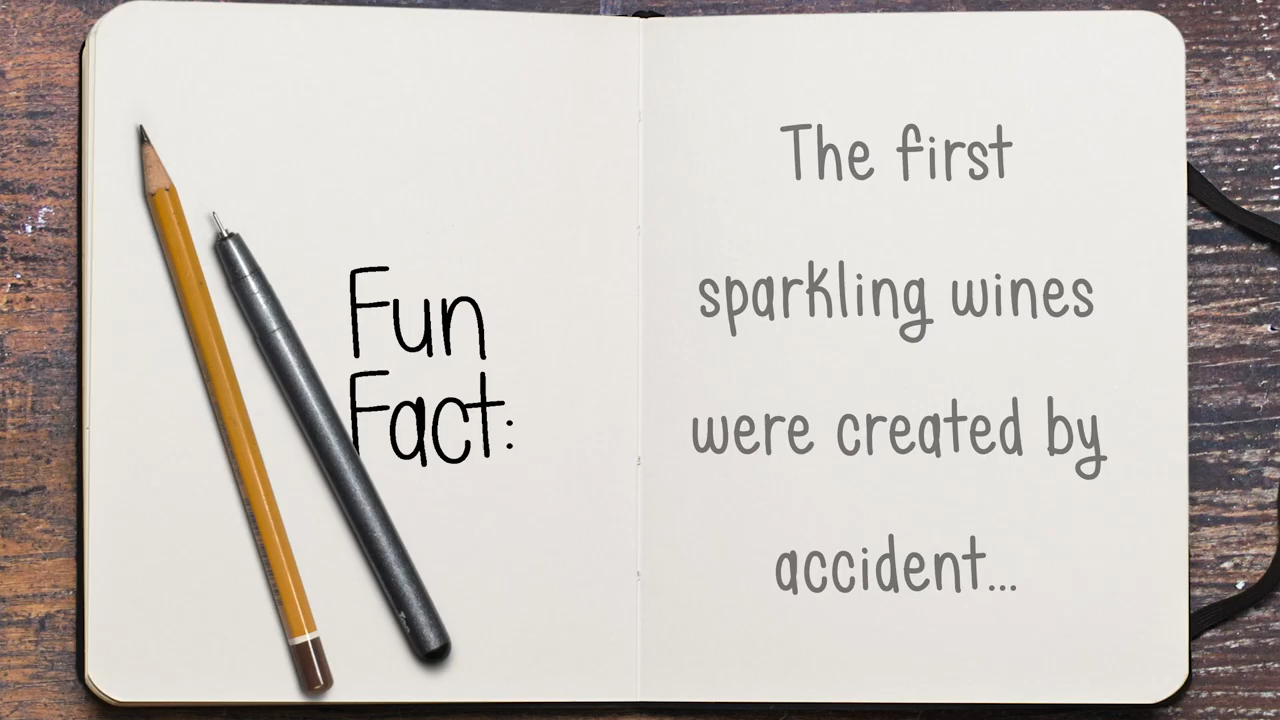 Fun
Fact:
The first
sparkling wines
were created by
accident...